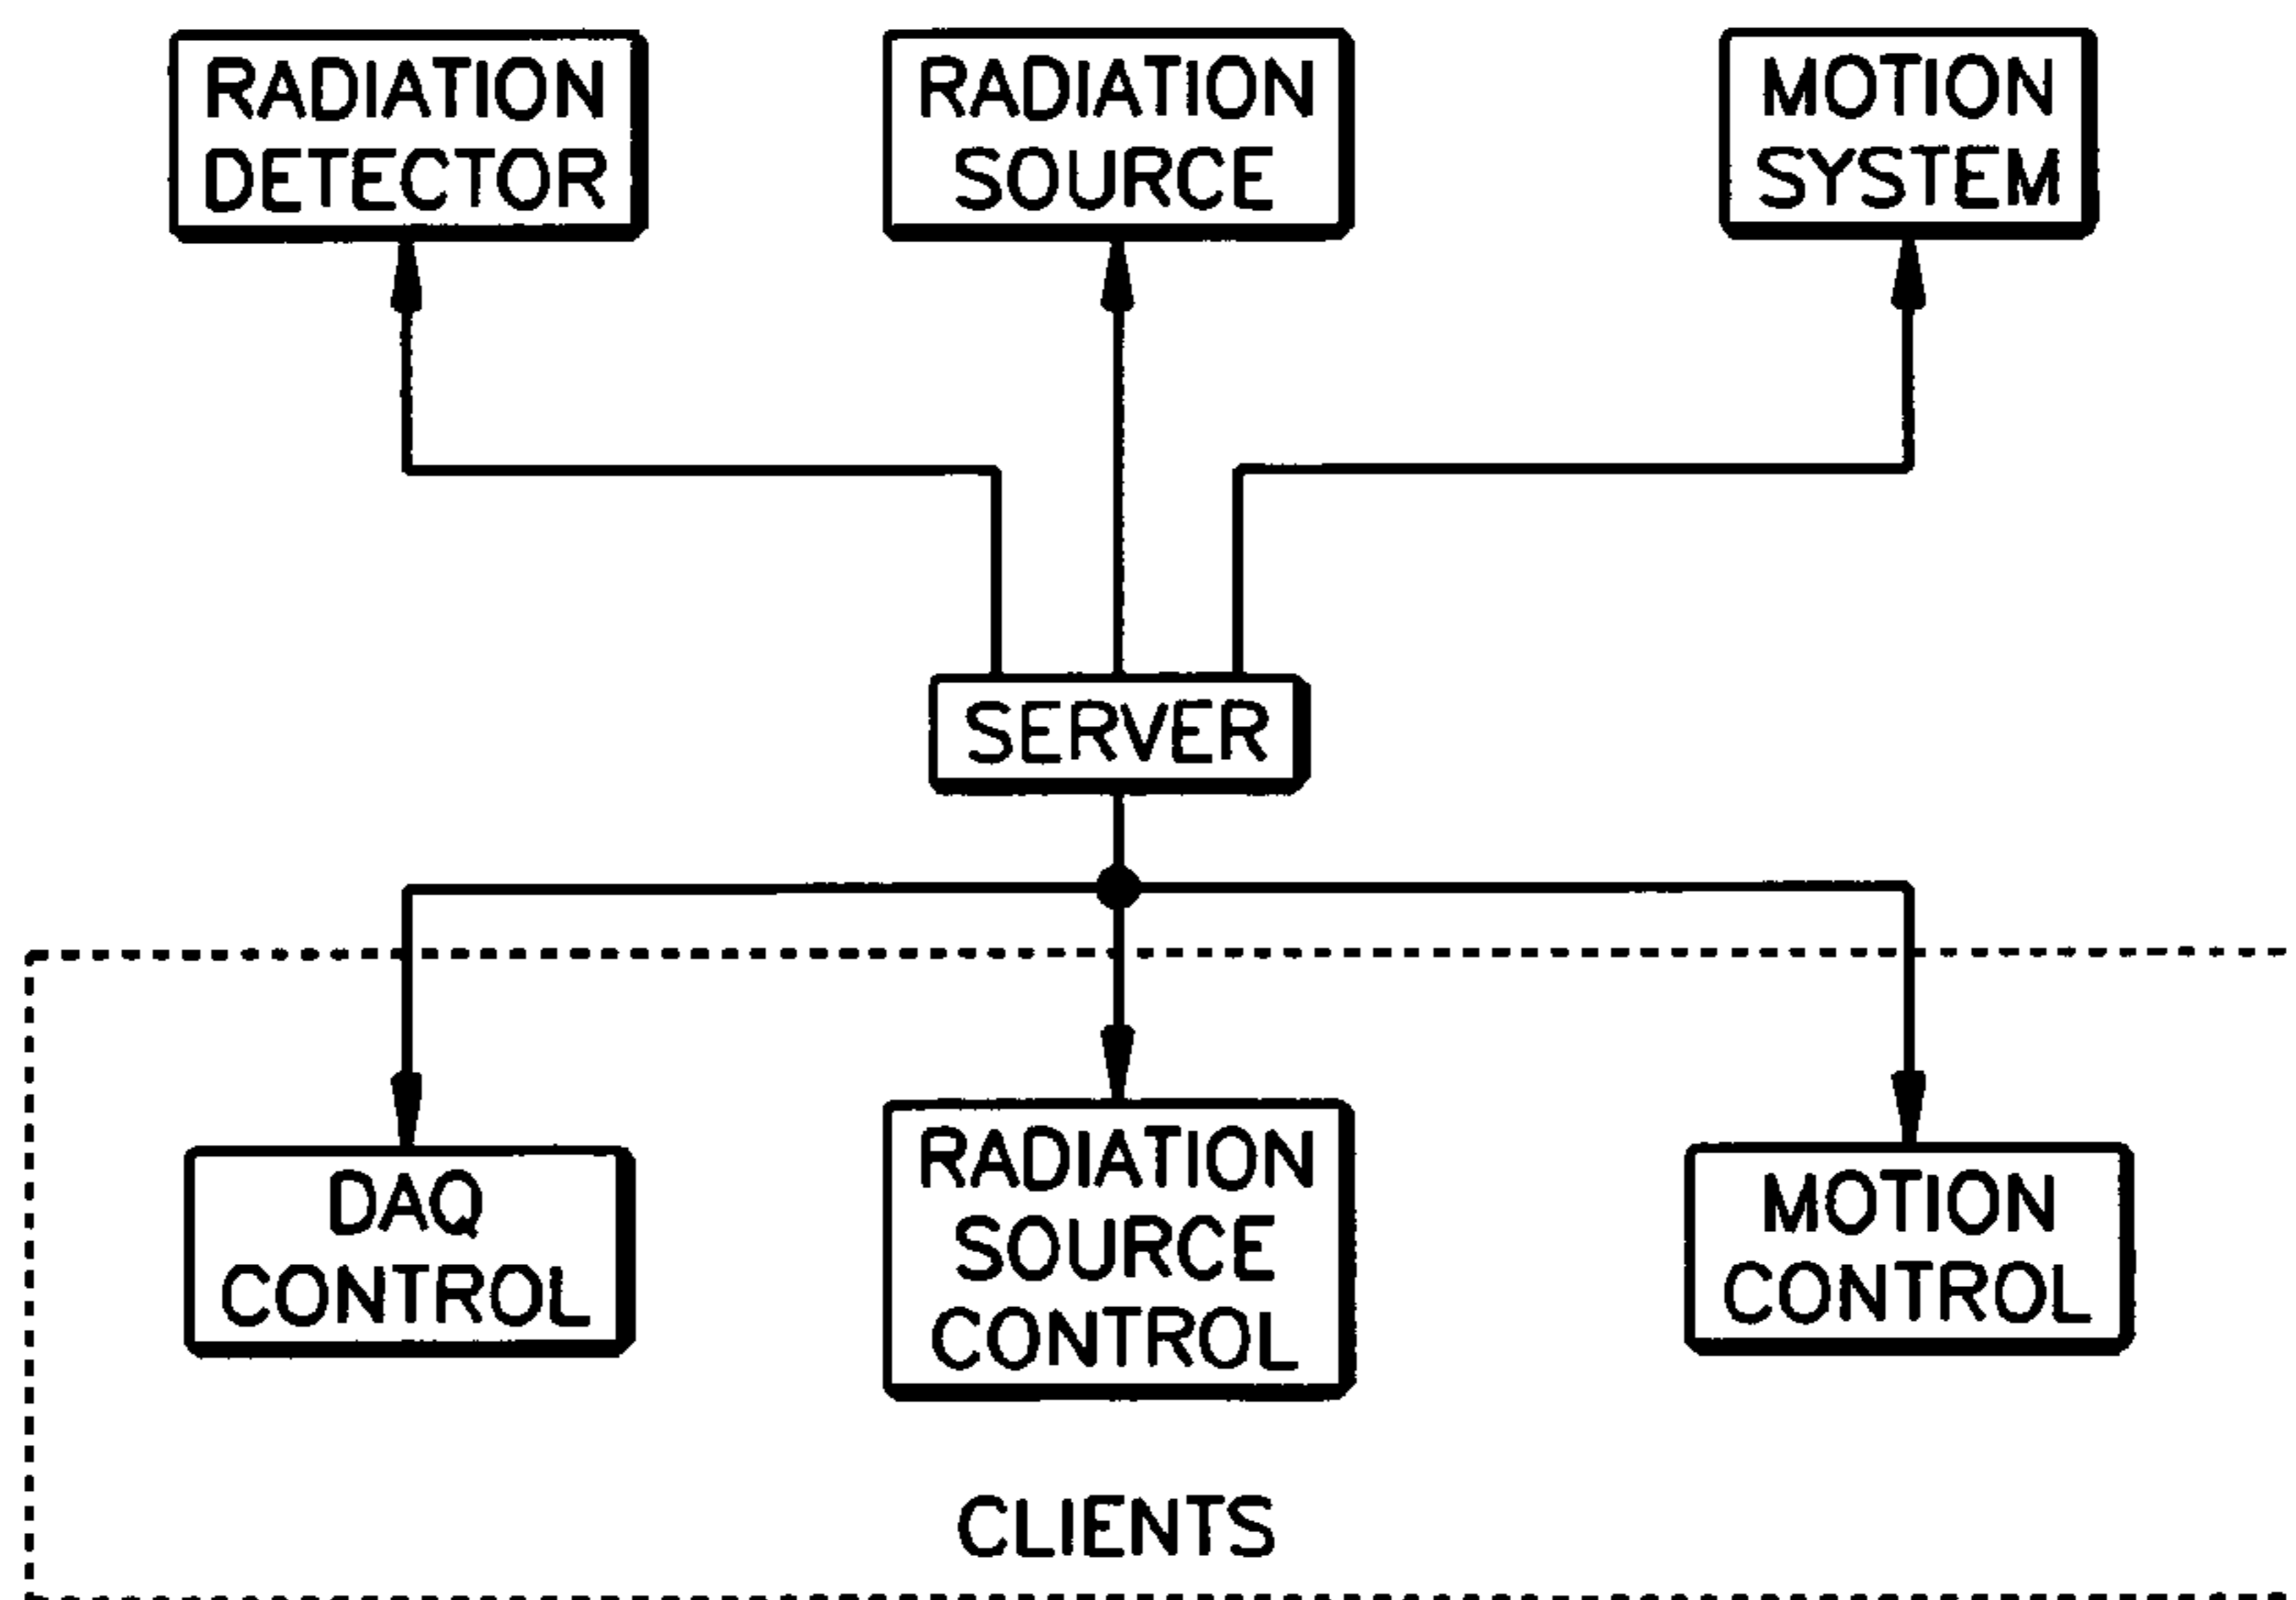 RADIATION
DETECTOR
RADIATION
SOURCE
MOTION
SYSTEM
SERVER
DAQ
CONTROL
RADIATION
SOURCE
CONTROL
MOTION
CONTROL
CLIENTS